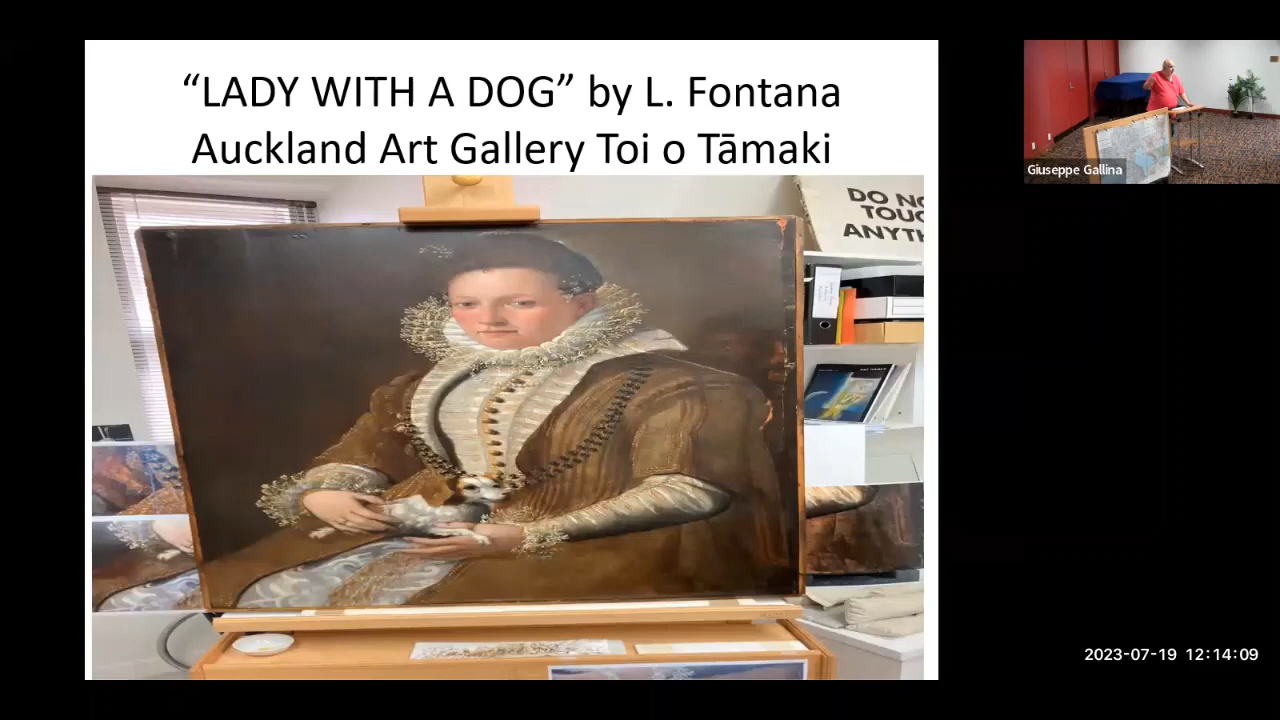 “LADY WITH A DOG” by L. Fontana
Auckland Art Gallery Toi o Tāmaki
DO NO
TOUC
ANYTH
Giuseppe Gallina
2023-07-19 12:14:09